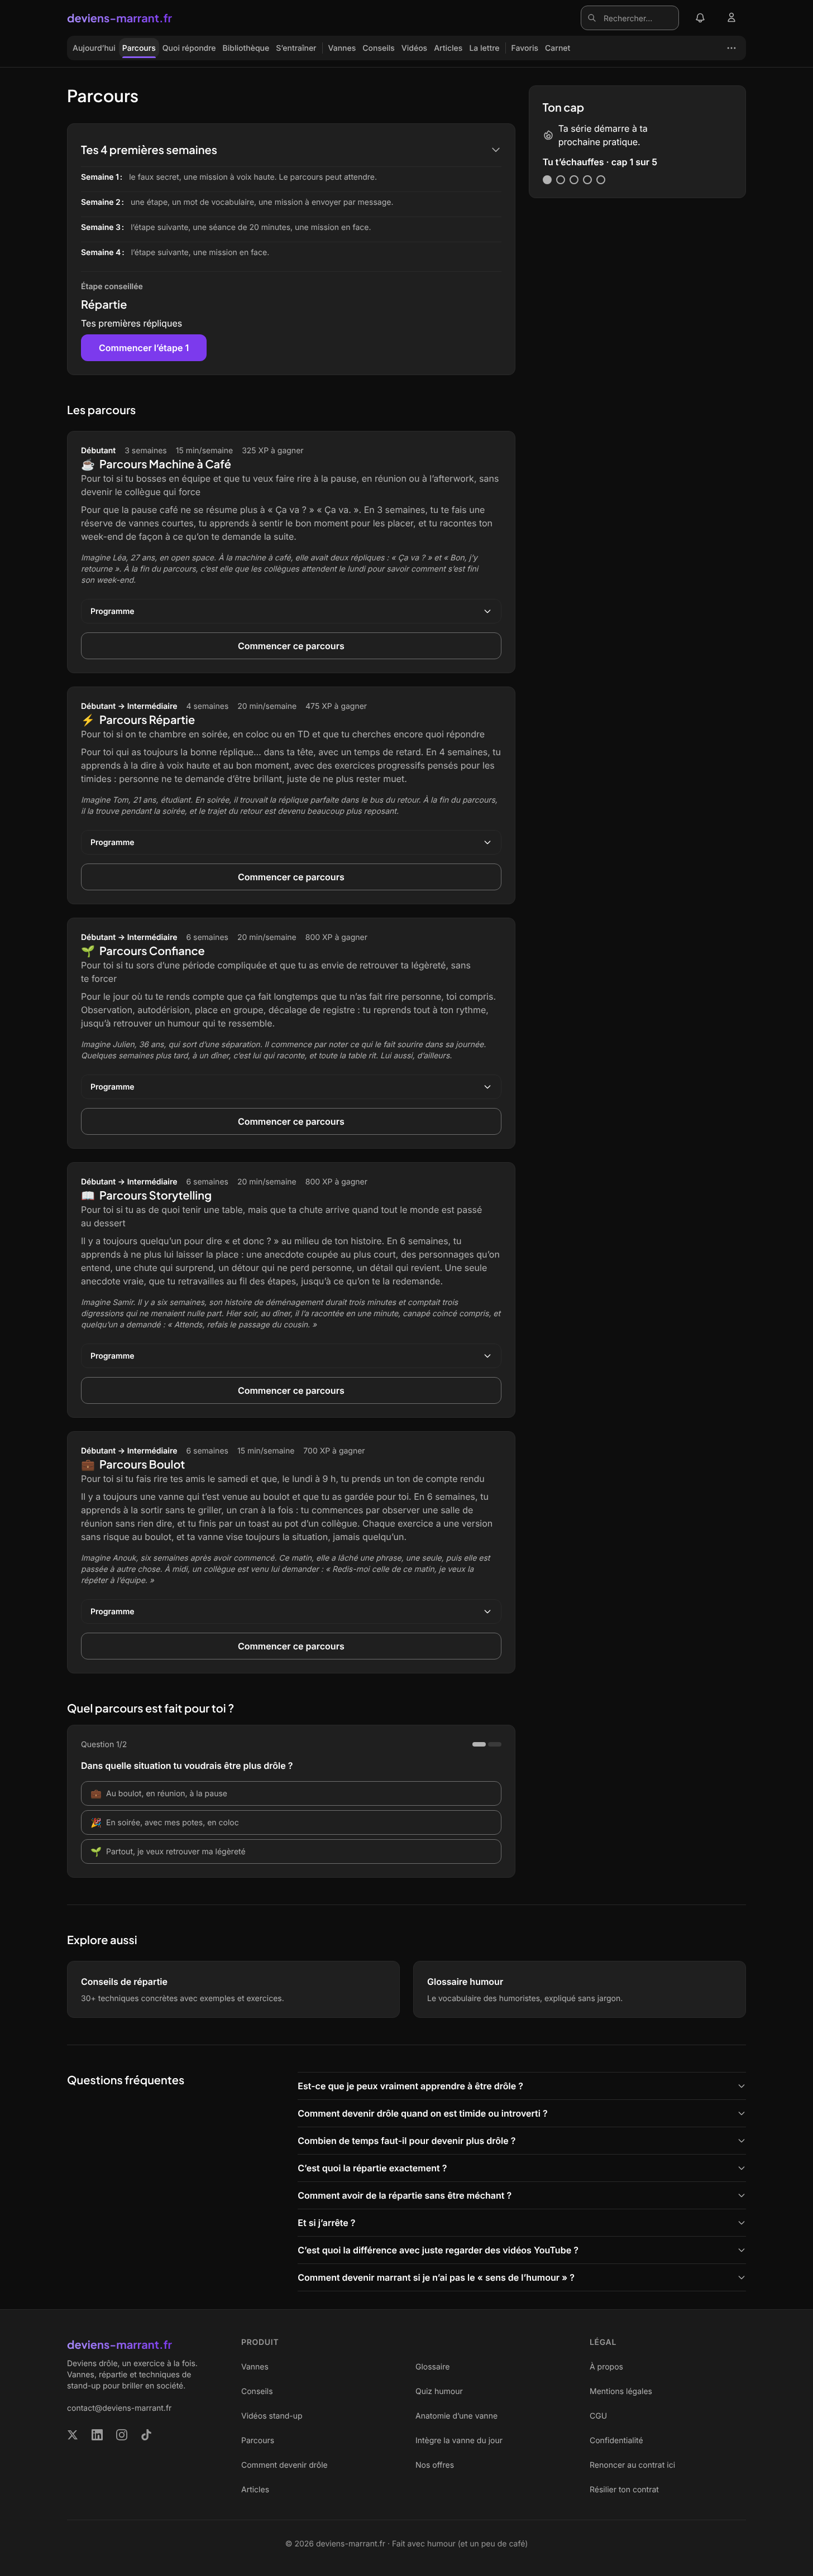 deviens-marrant.fr
Rechercher...
Aujourd’hui Parcours Quoi répondre Bibliothèque S’entraîner Vannes Conseils Vidéos Articles La lettre Favoris Carnet
Parcours
Tes 4 premières semaines
Semaine 1 : le faux secret, une mission à voix haute. Le parcours peut attendre.
Semaine 2 : une étape, un mot de vocabulaire, une mission à envoyer par message.
Semaine 3 : l’étape suivante, une séance de 20 minutes, une mission en face.
Semaine 4 : l’étape suivante, une mission en face.
Étape conseillée
Répartie
Tes premières répliques
Commencer l’étape 1
Ton cap
Ta série démarre à ta
prochaine pratique.
Tu t’échauffes · cap 1 sur 5
Les parcours
Débutant 3 semaines 15 min/semaine 325 XP à gagner
☕ Parcours Machine à Café
Pour toi si tu bosses en équipe et que tu veux faire rire à la pause, en réunion ou à l’afterwork, sans
devenir le collègue qui force
Pour que la pause café ne se résume plus à « Ça va ? » « Ça va. ». En 3 semaines, tu te fais une
réserve de vannes courtes, tu apprends à sentir le bon moment pour les placer, et tu racontes ton
week-end de façon à ce qu’on te demande la suite.
Imagine Léa, 27 ans, en open space. À la machine à café, elle avait deux répliques : « Ça va ? » et « Bon, j’y
retourne ». À la fin du parcours, c’est elle que les collègues attendent le lundi pour savoir comment s’est fini
son week-end.
Programme
Commencer ce parcours
Débutant → Intermédiaire 4 semaines 20 min/semaine 475 XP à gagner
⚡ Parcours Répartie
Pour toi si on te chambre en soirée, en coloc ou en TD et que tu cherches encore quoi répondre
Pour toi qui as toujours la bonne réplique… dans ta tête, avec un temps de retard. En 4 semaines, tu
apprends à la dire à voix haute et au bon moment, avec des exercices progressifs pensés pour les
timides : personne ne te demande d’être brillant, juste de ne plus rester muet.
Imagine Tom, 21 ans, étudiant. En soirée, il trouvait la réplique parfaite dans le bus du retour. À la fin du parcours,
il la trouve pendant la soirée, et le trajet du retour est devenu beaucoup plus reposant.
Programme
Commencer ce parcours
Débutant → Intermédiaire 6 semaines 20 min/semaine 800 XP à gagner
🌱 Parcours Confiance
Pour toi si tu sors d’une période compliquée et que tu as envie de retrouver ta légèreté, sans
te forcer
Pour le jour où tu te rends compte que ça fait longtemps que tu n’as fait rire personne, toi compris.
Observation, autodérision, place en groupe, décalage de registre : tu reprends tout à ton rythme,
jusqu’à retrouver un humour qui te ressemble.
Imagine Julien, 36 ans, qui sort d’une séparation. Il commence par noter ce qui le fait sourire dans sa journée.
Quelques semaines plus tard, à un dîner, c’est lui qui raconte, et toute la table rit. Lui aussi, d’ailleurs.
Programme
Commencer ce parcours
Débutant → Intermédiaire 6 semaines 20 min/semaine 800 XP à gagner
📖 Parcours Storytelling
Pour toi si tu as de quoi tenir une table, mais que ta chute arrive quand tout le monde est passé
au dessert
Il y a toujours quelqu’un pour dire « et donc ? » au milieu de ton histoire. En 6 semaines, tu
apprends à ne plus lui laisser la place : une anecdote coupée au plus court, des personnages qu’on
entend, une chute qui surprend, un détour qui ne perd personne, un détail qui revient. Une seule
anecdote vraie, que tu retravailles au fil des étapes, jusqu’à ce qu’on te la redemande.
Imagine Samir. Il y a six semaines, son histoire de déménagement durait trois minutes et comptait trois
digressions qui ne menaient nulle part. Hier soir, au dîner, il l’a racontée en une minute, canapé coincé compris, et
quelqu’un a demandé : « Attends, refais le passage du cousin. »
Programme
Commencer ce parcours
Débutant → Intermédiaire 6 semaines 15 min/semaine 700 XP à gagner
💼 Parcours Boulot
Pour toi si tu fais rire tes amis le samedi et que, le lundi à 9 h, tu prends un ton de compte rendu
Il y a toujours une vanne qui t’est venue au boulot et que tu as gardée pour toi. En 6 semaines, tu
apprends à la sortir sans te griller, un cran à la fois : tu commences par observer une salle de
réunion sans rien dire, et tu finis par un toast au pot d’un collègue. Chaque exercice a une version
sans risque au boulot, et ta vanne vise toujours la situation, jamais quelqu’un.
Imagine Anouk, six semaines après avoir commencé. Ce matin, elle a lâché une phrase, une seule, puis elle est
passée à autre chose. À midi, un collègue est venu lui demander : « Redis-moi celle de ce matin, je veux la
répéter à l’équipe. »
Programme
Commencer ce parcours
Quel parcours est fait pour toi ?
Question 1/2
Dans quelle situation tu voudrais être plus drôle ?
💼 Au boulot, en réunion, à la pause
🎉 En soirée, avec mes potes, en coloc
🌱 Partout, je veux retrouver ma légèreté
Explore aussi
Conseils de répartie
30+ techniques concrètes avec exemples et exercices.
Glossaire humour
Le vocabulaire des humoristes, expliqué sans jargon.
Questions fréquentes
Est-ce que je peux vraiment apprendre à être drôle ?
Comment devenir drôle quand on est timide ou introverti ?
Combien de temps faut-il pour devenir plus drôle ?
C’est quoi la répartie exactement ?
Comment avoir de la répartie sans être méchant ?
Et si j’arrête ?
C’est quoi la différence avec juste regarder des vidéos YouTube ?
Comment devenir marrant si je n’ai pas le « sens de l’humour » ?
deviens-marrant.fr
Deviens drôle, un exercice à la fois.
Vannes, répartie et techniques de
stand-up pour briller en société.
contact@deviens-marrant.fr
PRODUIT
Vannes
Conseils
Vidéos stand-up
Parcours
Comment devenir drôle
Articles
Glossaire
Quiz humour
Anatomie d’une vanne
Intègre la vanne du jour
Nos offres
LÉGAL
À propos
Mentions légales
CGU
Confidentialité
Renoncer au contrat ici
Résilier ton contrat
© 2026 deviens-marrant.fr · Fait avec humour (et un peu de café)